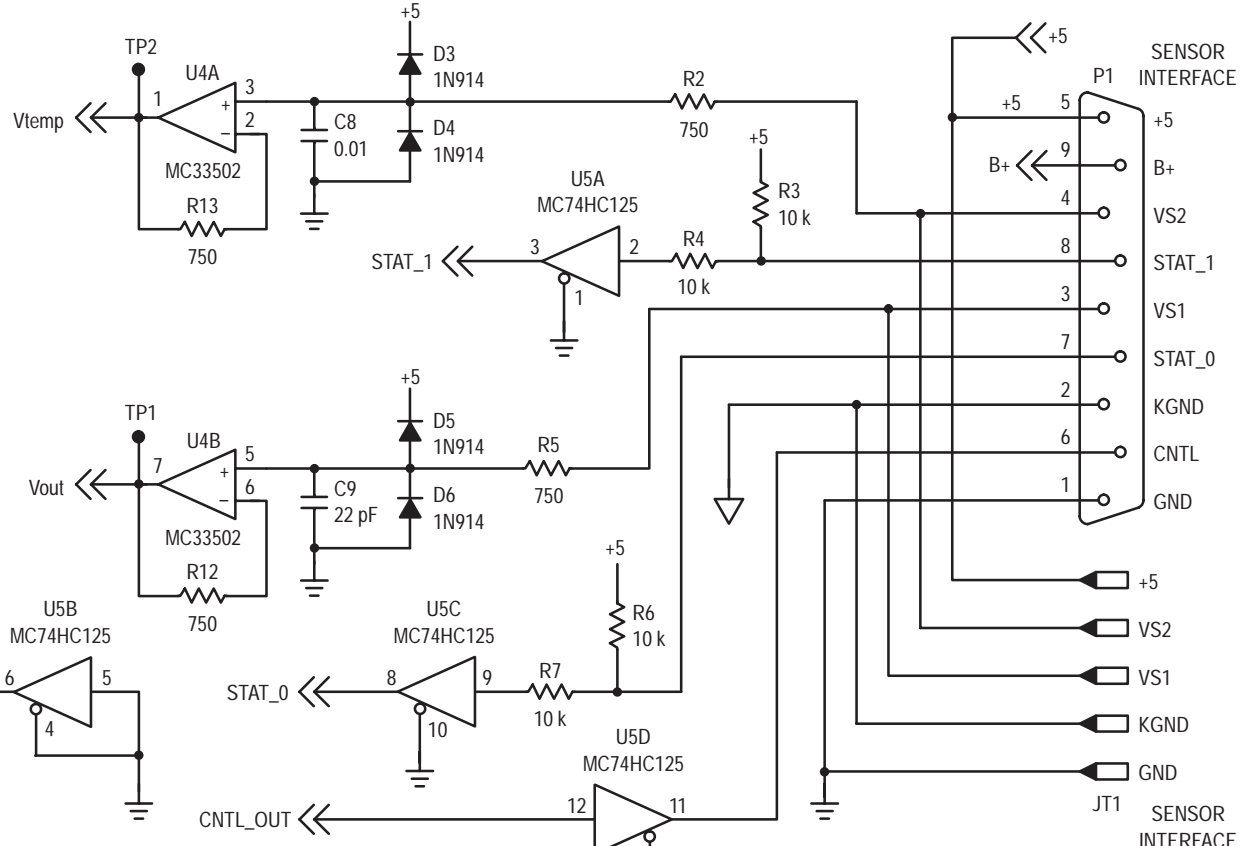 +5
TP2
U4A
D3
1N914
1
3
+
2
−
Vtemp
MC33502
R13
750
C8
0.01
D4
1N914
R2
750
+5
SENSOR
INTERFACE
P1
+5
5
+5
B+
9
B+
4
VS2
8
STAT_1
3
VS1
7
STAT_0
2
KGND
6
CNTL
1
GND
U5A
MC74HC125
+5
R3
10 k
R4
10 k
STAT_1
3
2
1
+5
TP1
U4B
D5
1N914
7
5
+
6
−
Vout
MC33502
R12
750
C9
22 pF
D6
1N914
R5
750
U5B
MC74HC125
6
5
4
U5C
MC74HC125
STAT_0
8
9
10
+5
R6
10 k
R7
10 k
U5D
MC74HC125
CNTL_OUT
12
11
+5
VS2
VS1
KGND
GND
JT1
SENSOR
INTERFACE